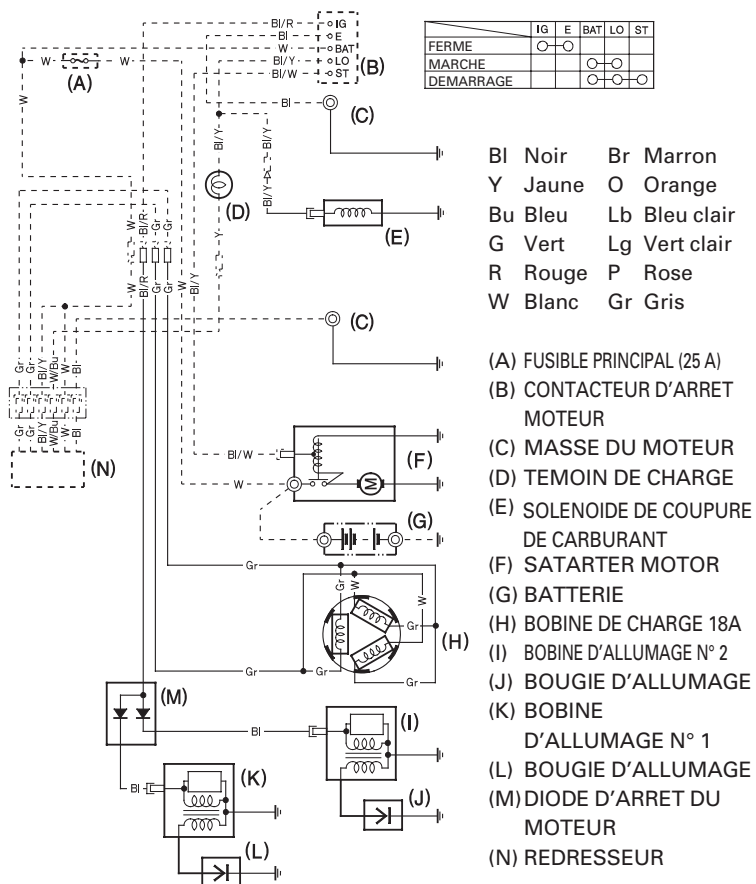 Bl/R IG
Bl E
W BAT
Bl/Y LO
Bl/W ST
(B)
IG E BAT LO ST
FERME
MARCHE
DEMARRAGE
W W
(A)
W
Bl
(C)
Bl/Y
Bl/Y
Bl/Y
(D)
(E)
Bl Noir Br Marron
Y Jaune O Orange
Bu Bleu Lb Bleu clair
G Vert Lg Vert clair
R Rouge P Rose
W Blanc Gr Gris
W Bl/R Gr Gr
W Bl/R Gr Gr
W Bl/Y
Y
(C)
Gr Gr Bl/Y W/Bu W Bl
Gr Gr Bl/Y W/Bu W Bl
(N)
Bl/W
(F)
W
M
(G)
Gr
Gr W W
Gr
Gr
(H)
Gr Gr
Gr
(M)
Bl
(I)
Bl
(K)
(J)
(L)
(A) FUSIBLE PRINCIPAL (25 A)
(B) CONTACTEUR D'ARRET
MOTEUR
(C) MASSE DU MOTEUR
(D) TEMOIN DE CHARGE
(E) SOLENOIDE DE COUPURE
DE CARBURANT
(F) SATARTER MOTOR
(G) BATTERIE
(H) BOBINE DE CHARGE 18A
(I) BOBINE D'ALLUMAGE N° 2
(J) BOUGIE D'ALLUMAGE
(K) BOBINE
D'ALLUMAGE N° 1
(L) BOUGIE D'ALLUMAGE
(M) DIODE D'ARRET DU
MOTEUR
(N) REDRESSEUR